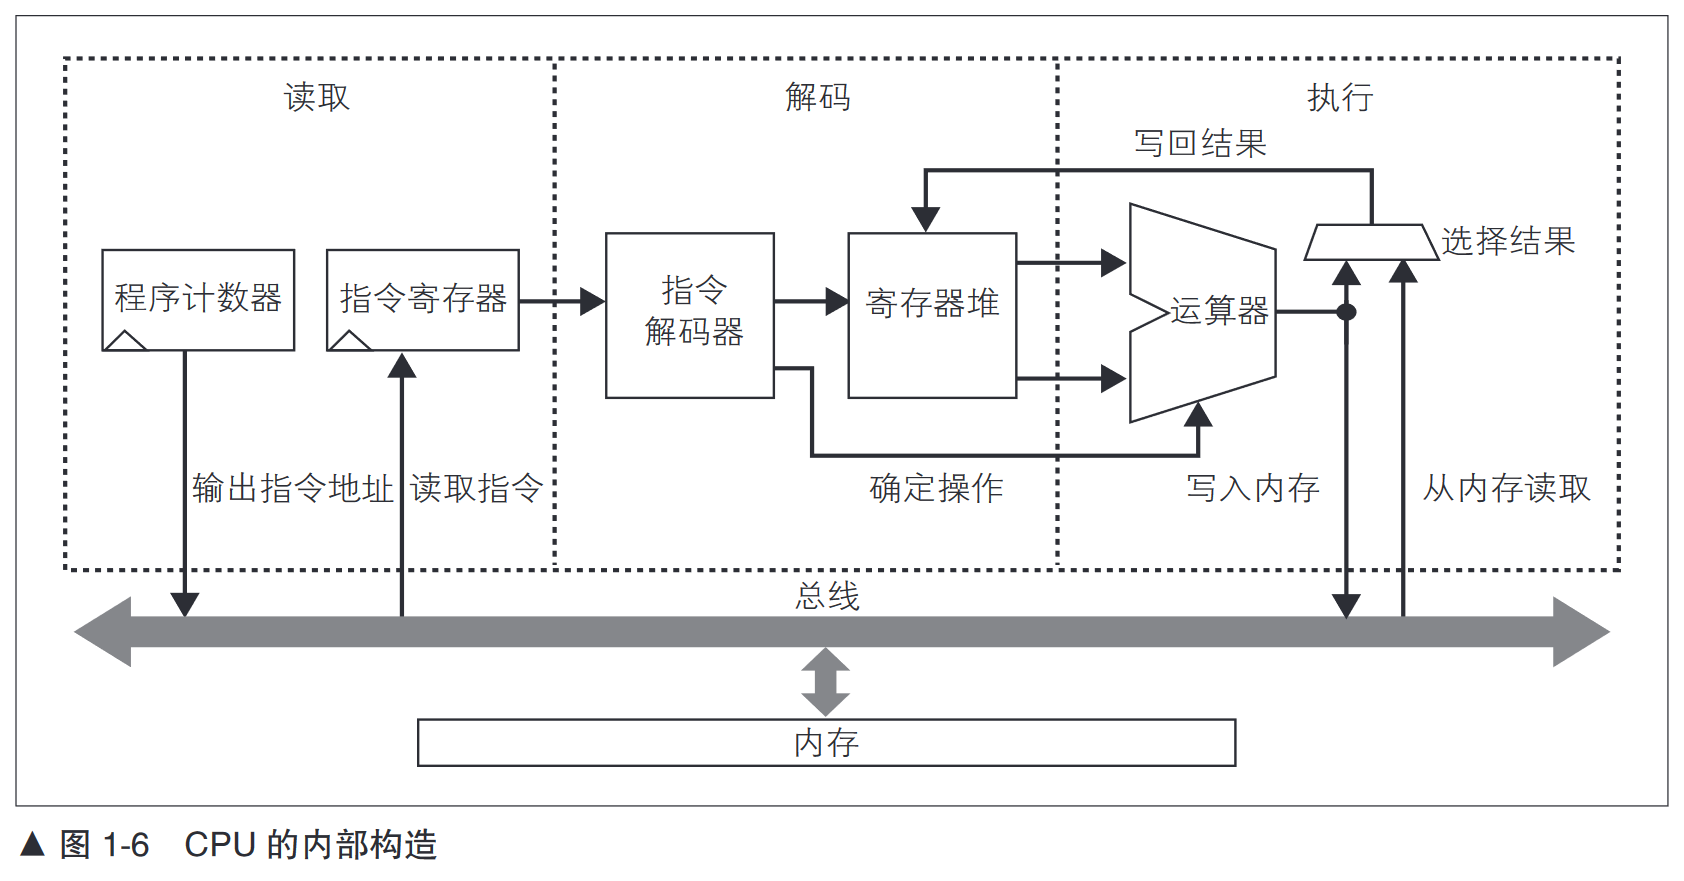 读取
解码
执行
写回结果
选择结果
程序计数器
指令寄存器
指令
解码器
寄存器堆
运算器
输出指令地址
读取指令
确定操作
写入内存
从内存读取
总线
内存
▲ 图 1-6 CPU 的内部构造